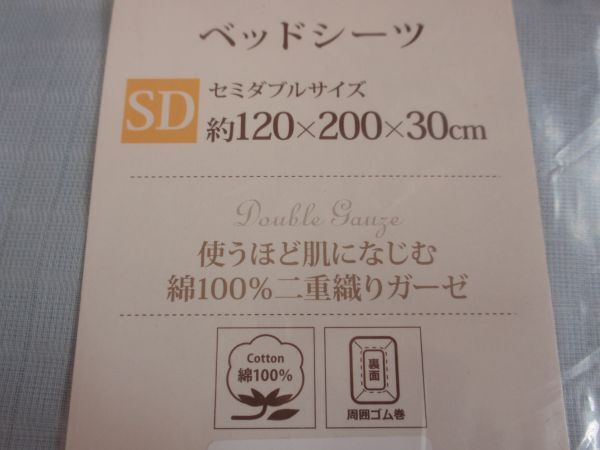 ベッドシーツ
SD
セミダブルサイズ
約120×200×30cm
Double Gauze
使うほど肌になじむ
綿100%二重織りガーゼ
Cotton
綿100%
裏面
周囲ゴム巻